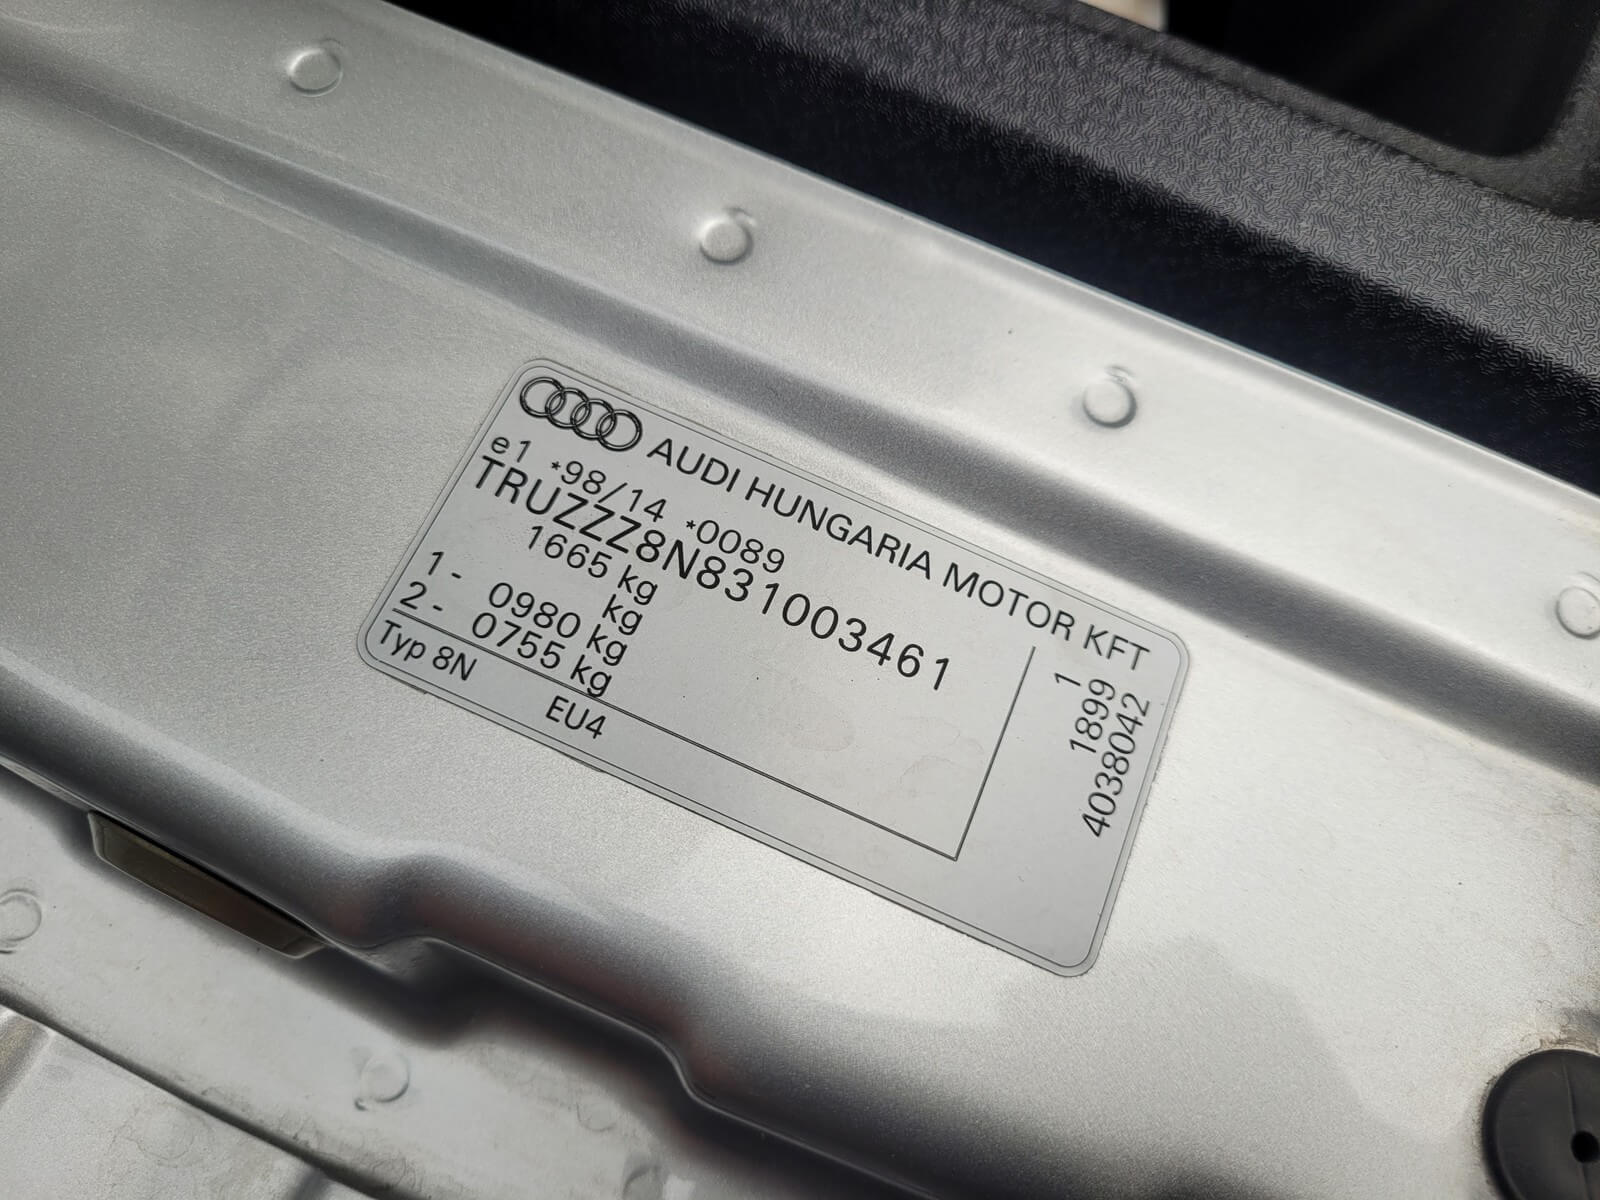 AUDI HUNGARIA MOTOR KFT
e1 *98/14 *0089
TRUZZZ8N831003461
1665 kg
kg
1- 0980 kg
2- 0755 kg
Typ 8N
EU4
1
1899
4038042